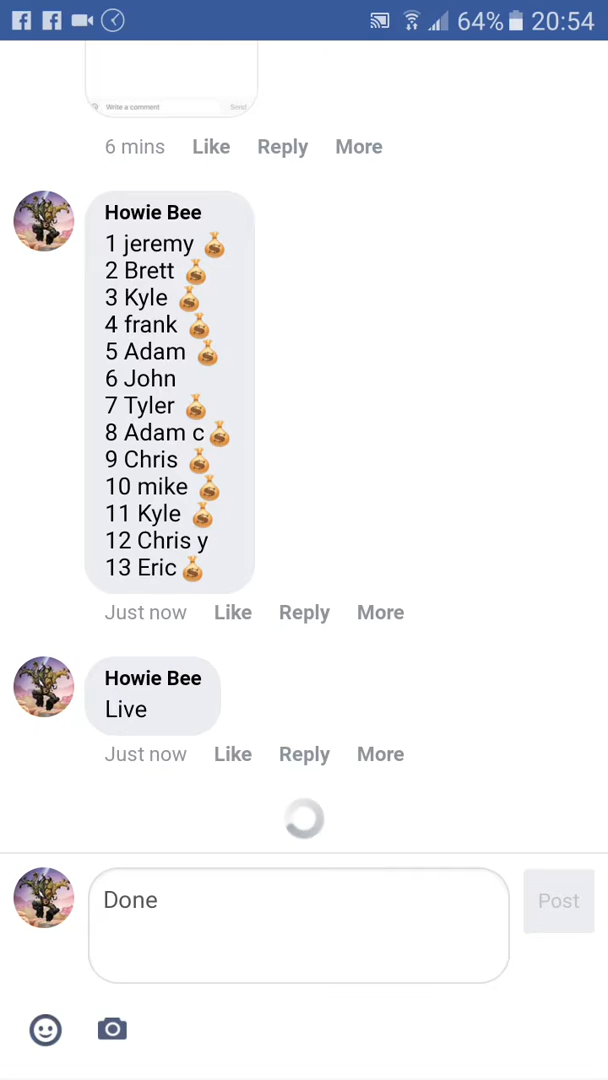 64% 20:54
Write a comment Send
6 mins Like Reply More
Howie Bee
1 jeremy 💰
2 Brett 💰
3 Kyle 💰
4 frank 💰
5 Adam 💰
6 John
7 Tyler 💰
8 Adam c 💰
9 Chris 💰
10 mike 💰
11 Kyle 💰
12 Chris y
13 Eric 💰
Just now Like Reply More
Howie Bee
Live
Just now Like Reply More
Done Post